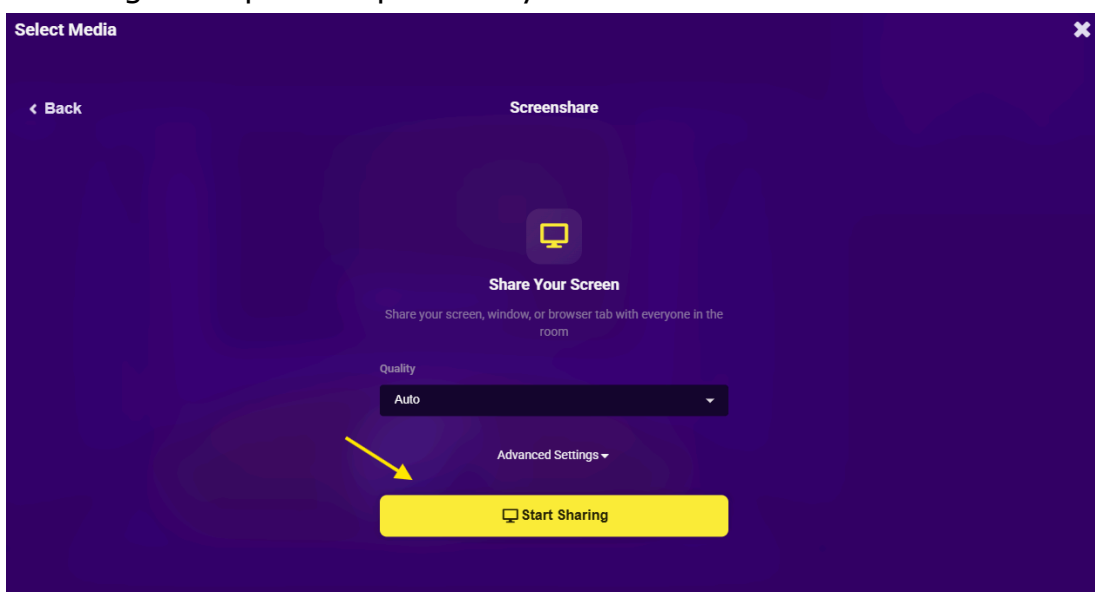 Select Media
< Back
Screenshare
Share Your Screen
Share your screen, window, or browser tab with everyone in the
room
Quality
Auto
Advanced Settings
Start Sharing